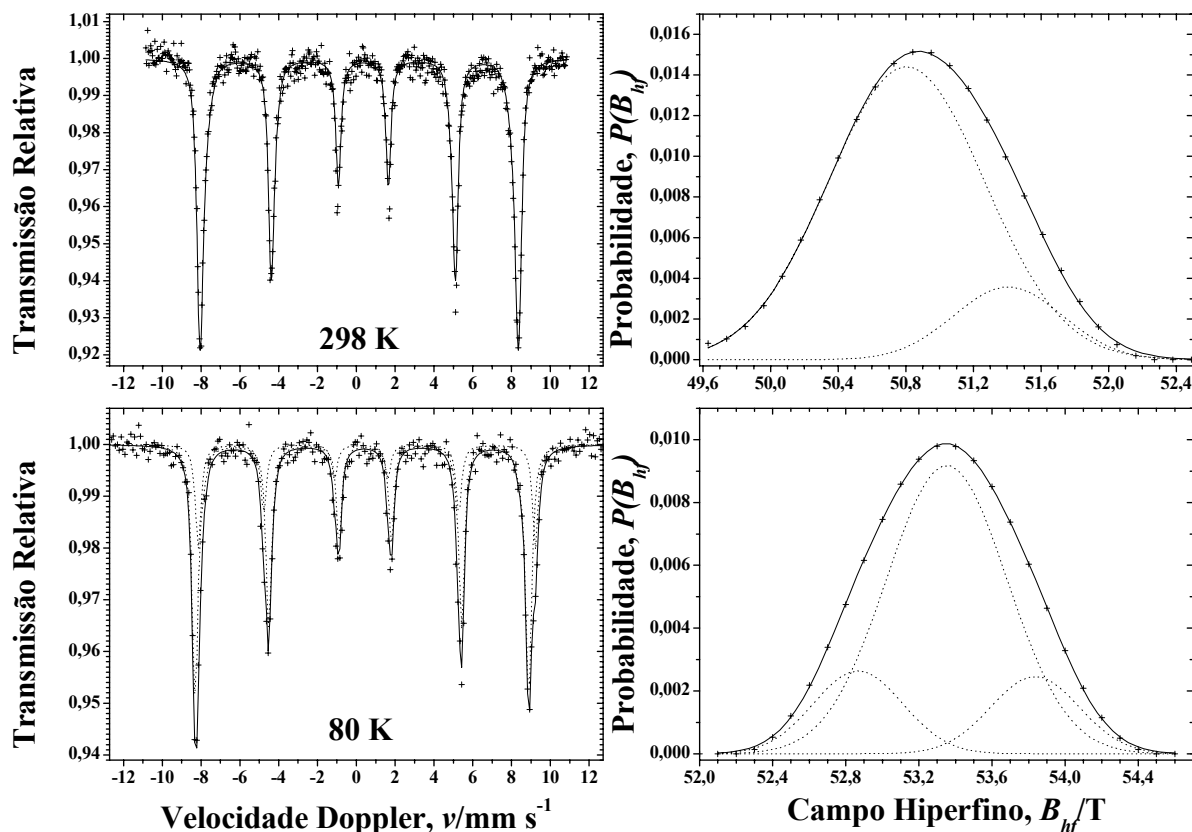 Transmissão Relativa
1,01
1,00
0,99
0,98
0,97
0,96
0,95
0,94
0,93
0,92
298 K
-12 -10 -8 -6 -4 -2 0 2 4 6 8 10 12
Probabilidade, P(B_hf)
0,016
0,014
0,012
0,010
0,008
0,006
0,004
0,002
0,000
49,6 50,0 50,4 50,8 51,2 51,6 52,0 52,4
Transmissão Relativa
1,00
0,99
0,98
0,97
0,96
0,95
0,94
80 K
-12 -10 -8 -6 -4 -2 0 2 4 6 8 10 12
Velocidade Doppler, v/mm s⁻¹
Probabilidade, P(B_hf)
0,010
0,008
0,006
0,004
0,002
0,000
52,0 52,4 52,8 53,2 53,6 54,0 54,4
Campo Hiperfino, B_hf/T